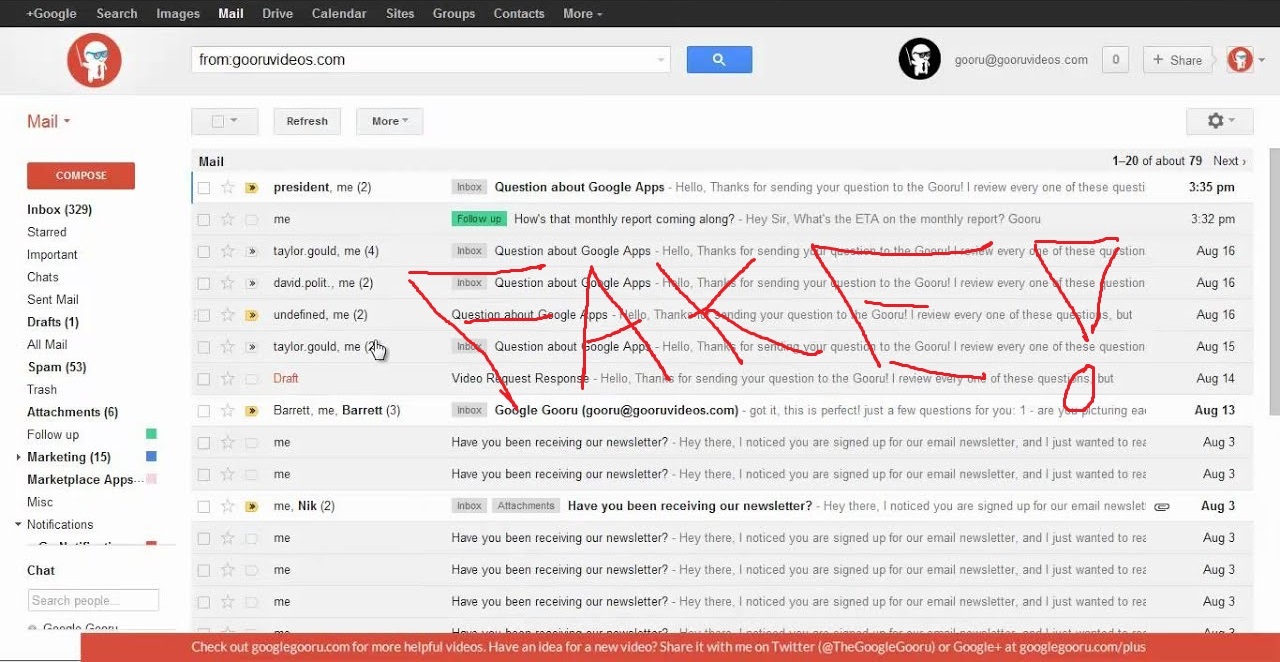 +Google Search Images Mail Drive Calendar Sites Groups Contacts More
from:gooruvideos.com
gooru@gooruvideos.com 0 + Share
Mail
Refresh More
COMPOSE
Inbox (329)
Starred
Important
Chats
Sent Mail
Drafts (1)
All Mail
Spam (53)
Trash
Attachments (6)
Follow up
Marketing (15)
Marketplace Apps...
Misc
Notifications
Chat
Search people...
Google Gooru
Mail 1–20 of about 79 Next ›
president, me (2) Inbox Question about Google Apps - Hello, Thanks for sending your question to the Gooru! I review every one of these questi 3:35 pm
me Follow up How's that monthly report coming along? - Hey Sir, What's the ETA on the monthly report? Gooru 3:32 pm
taylor.gould, me (4) Inbox Question about Google Apps - Hello, Thanks for sending your question to the Gooru! I review every one of these question Aug 16
david.polit., me (2) Inbox Question about Google Apps - Hello, Thanks for sending your question to the Gooru! I review every one of these question Aug 16
undefined, me (2) Question about Google Apps - Hello, Thanks for sending your question to the Gooru! I review every one of these questions, but Aug 16
taylor.gould, me (2) Inbox Question about Google Apps - Hello, Thanks for sending your question to the Gooru! I review every one of these question Aug 15
Draft Video Request Response - Hello, Thanks for sending your question to the Gooru! I review every one of these questions, but Aug 14
Barrett, me, Barrett (3) Inbox Google Gooru (gooru@gooruvideos.com) - got it, this is perfect! just a few questions for you: 1 - are you picturing ea Aug 13
me Have you been receiving our newsletter? - Hey there, I noticed you are signed up for our email newsletter, and I just wanted to rea Aug 3
me Have you been receiving our newsletter? - Hey there, I noticed you are signed up for our email newsletter, and I just wanted to rea Aug 3
me, Nik (2) Inbox Attachments Have you been receiving our newsletter? - Hey there, I noticed you are signed up for our email newslet Aug 3
me Have you been receiving our newsletter? - Hey there, I noticed you are signed up for our email newsletter, and I just wanted to rea Aug 3
me Have you been receiving our newsletter? - Hey there, I noticed you are signed up for our email newsletter, and I just wanted to rea Aug 3
me Have you been receiving our newsletter? - Hey there, I noticed you are signed up for our email newsletter, and I just wanted to rea Aug 3
FAKE!
Check out googlegooru.com for more helpful videos. Have an idea for a new video? Share it with me on Twitter (@TheGoogleGooru) or Google+ at googlegooru.com/plus